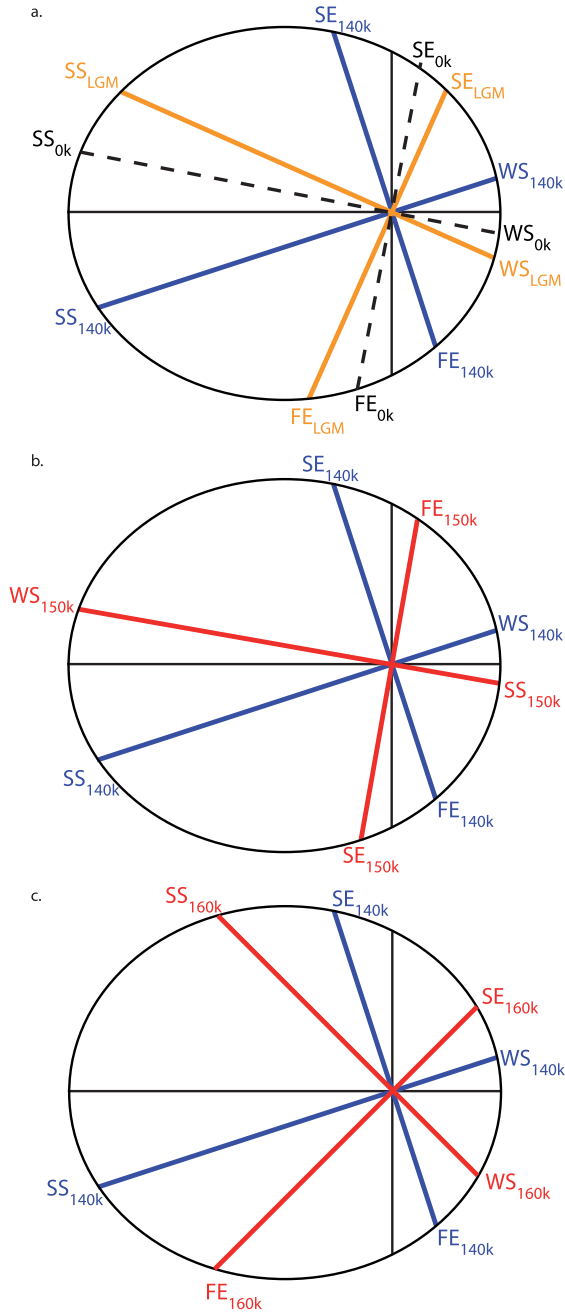 a.
SE140k
SE0k
SSLGM
SELGM
SS0k
WS140k
WS0k
WSLGM
SS140k
FE140k
FELGM
FE0k
b.
SE140k
FE150k
WS150k
WS140k
SS150k
SS140k
FE140k
SE150k
c.
SS160k
SE140k
SE160k
WS140k
WS160k
SS140k
FE140k
FE160k